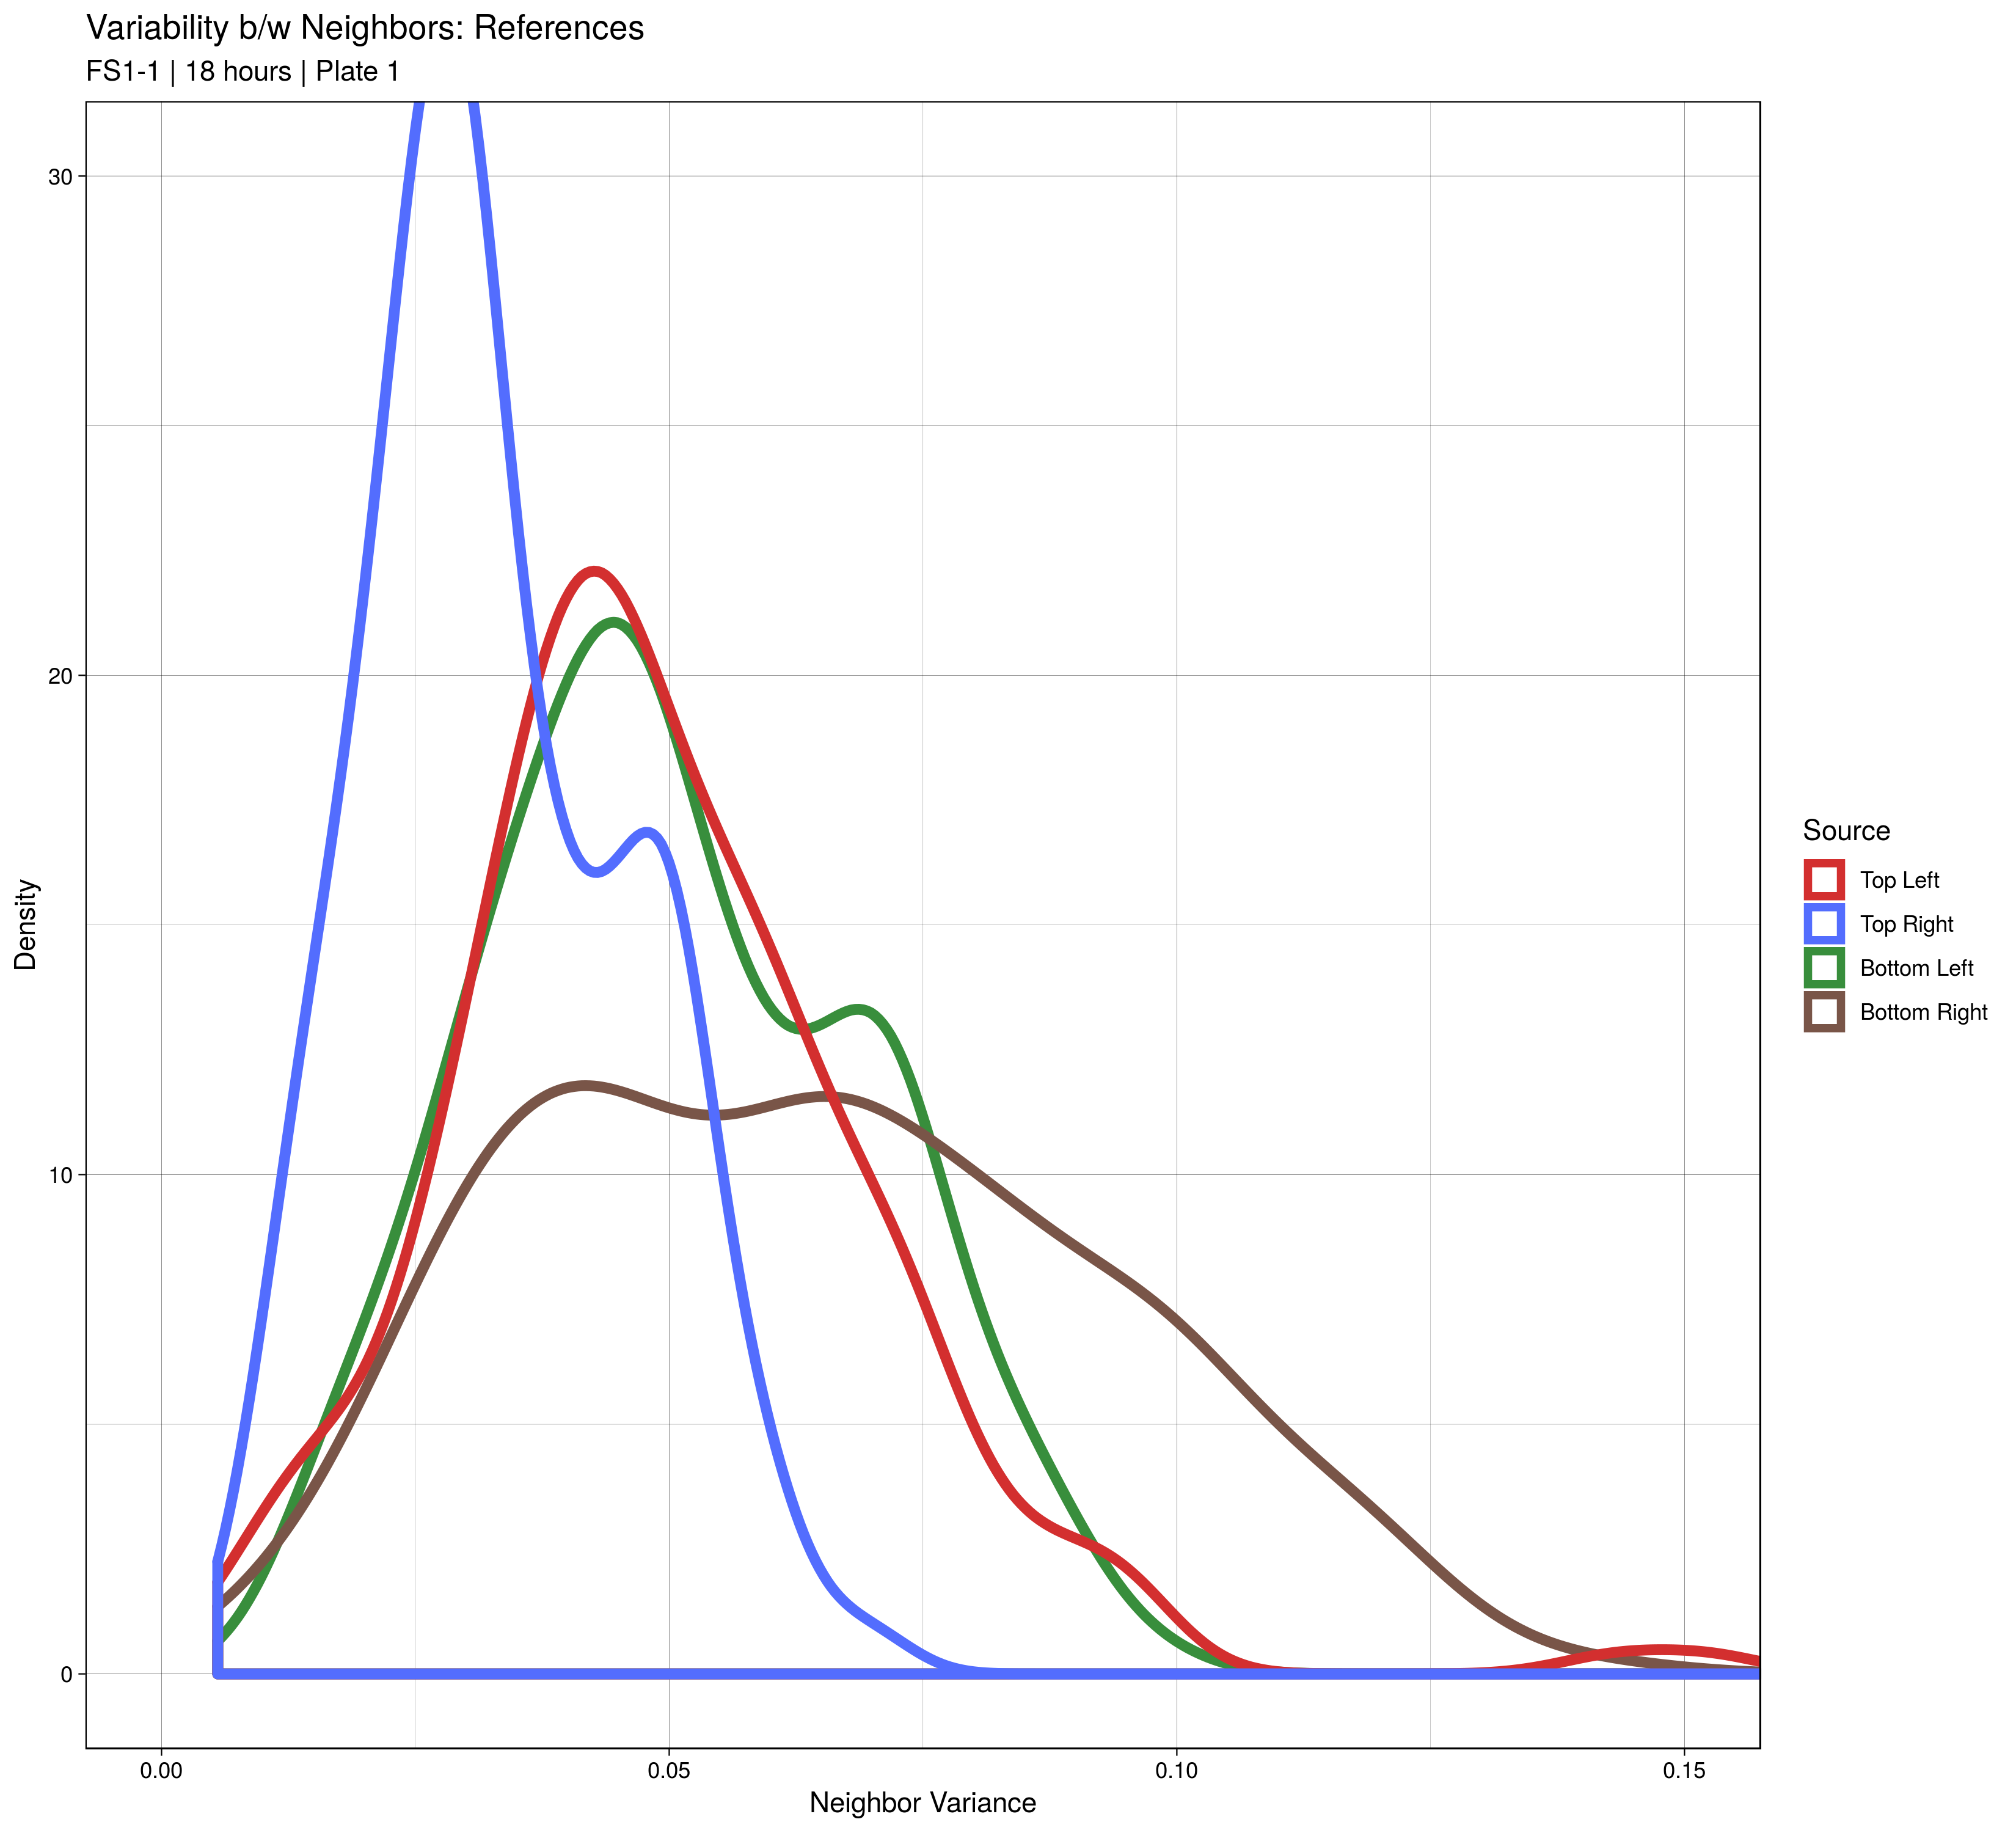 Variability b/w Neighbors: References
FS1-1 | 18 hours | Plate 1
30
20
10
0
Density
0.00
0.05
0.10
0.15
Neighbor Variance
Source
Top Left
Top Right
Bottom Left
Bottom Right